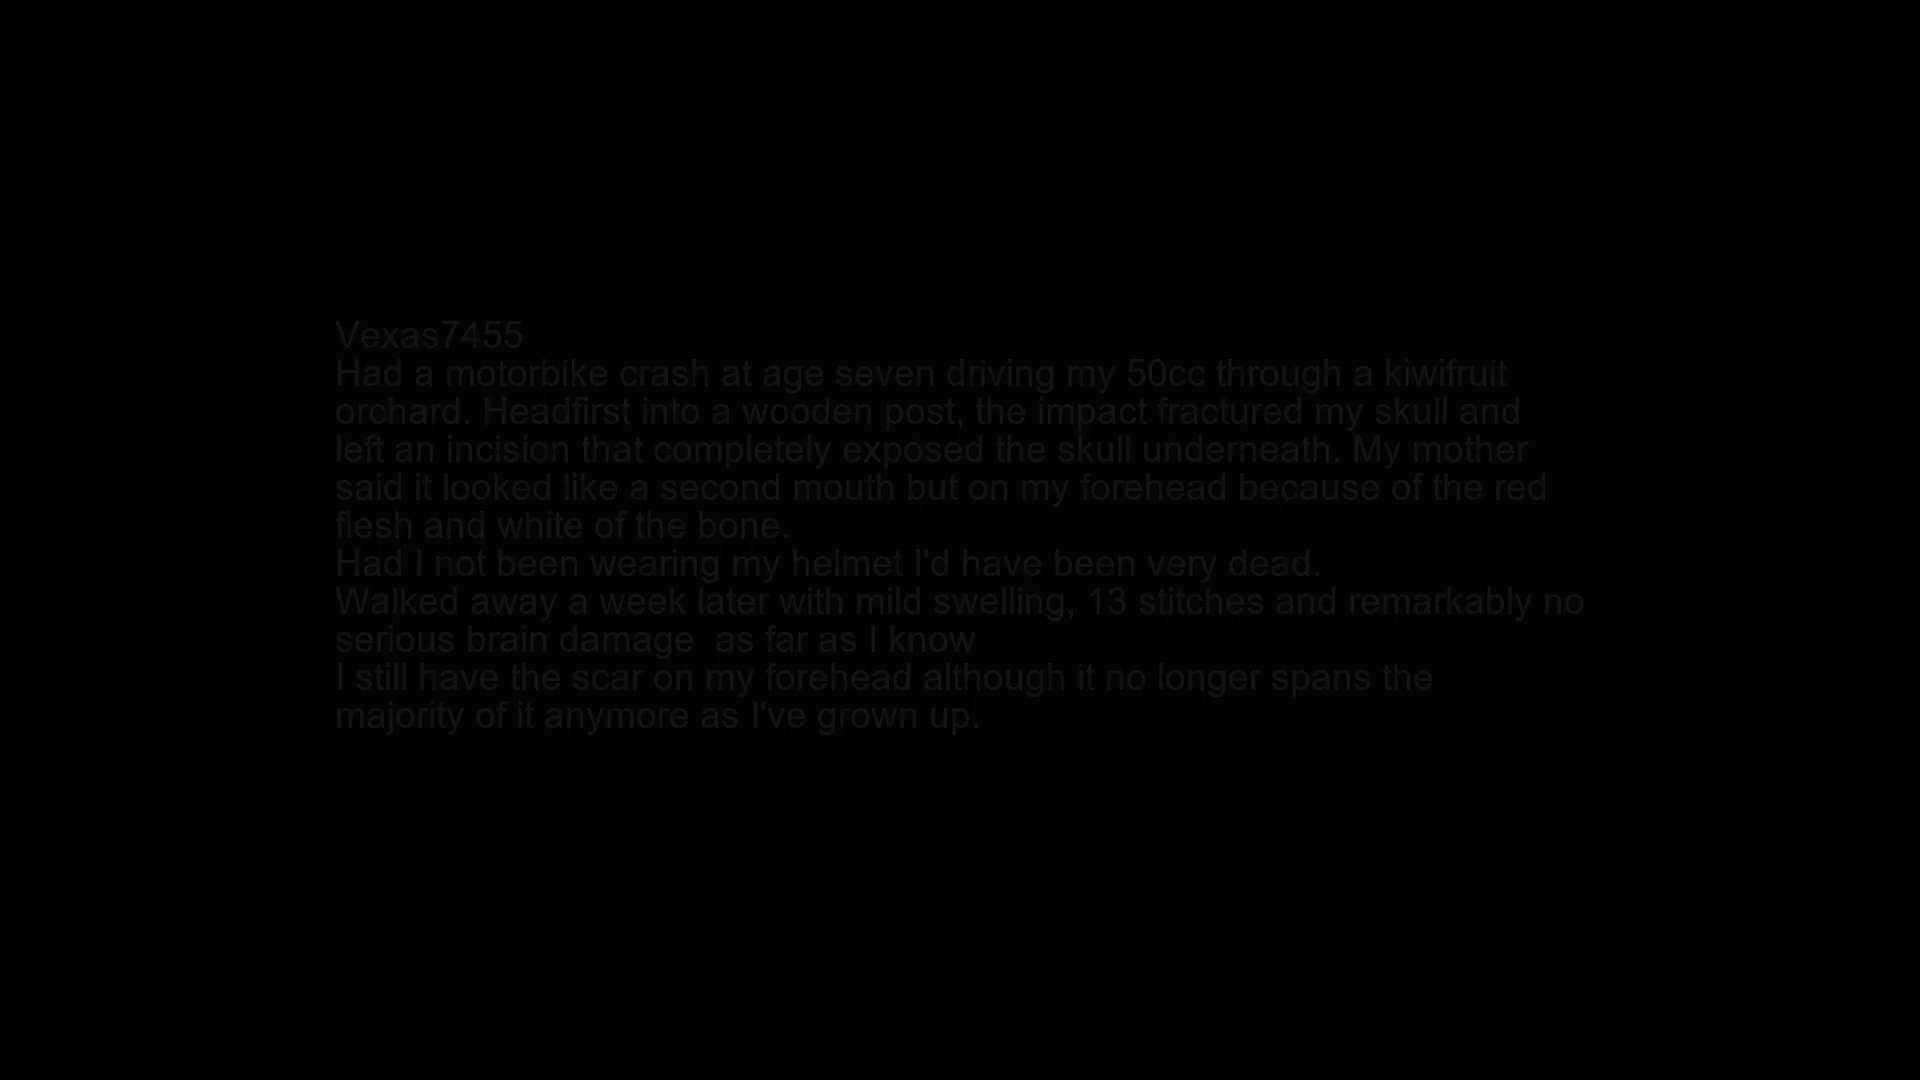 Vexas7455
Had a motorbike crash at age seven driving my 50cc through a kiwifruit
orchard. Headfirst into a wooden post, the impact fractured my skull and
left an incision that completely exposed the skull underneath. My mother
said it looked like a second mouth but on my forehead because of the red
flesh and white of the bone.
Had I not been wearing my helmet I'd have been very dead.
Walked away a week later with mild swelling, 13 stitches and remarkably no
serious brain damage  as far as I know
I still have the scar on my forehead although it no longer spans the
majority of it anymore as I've grown up.